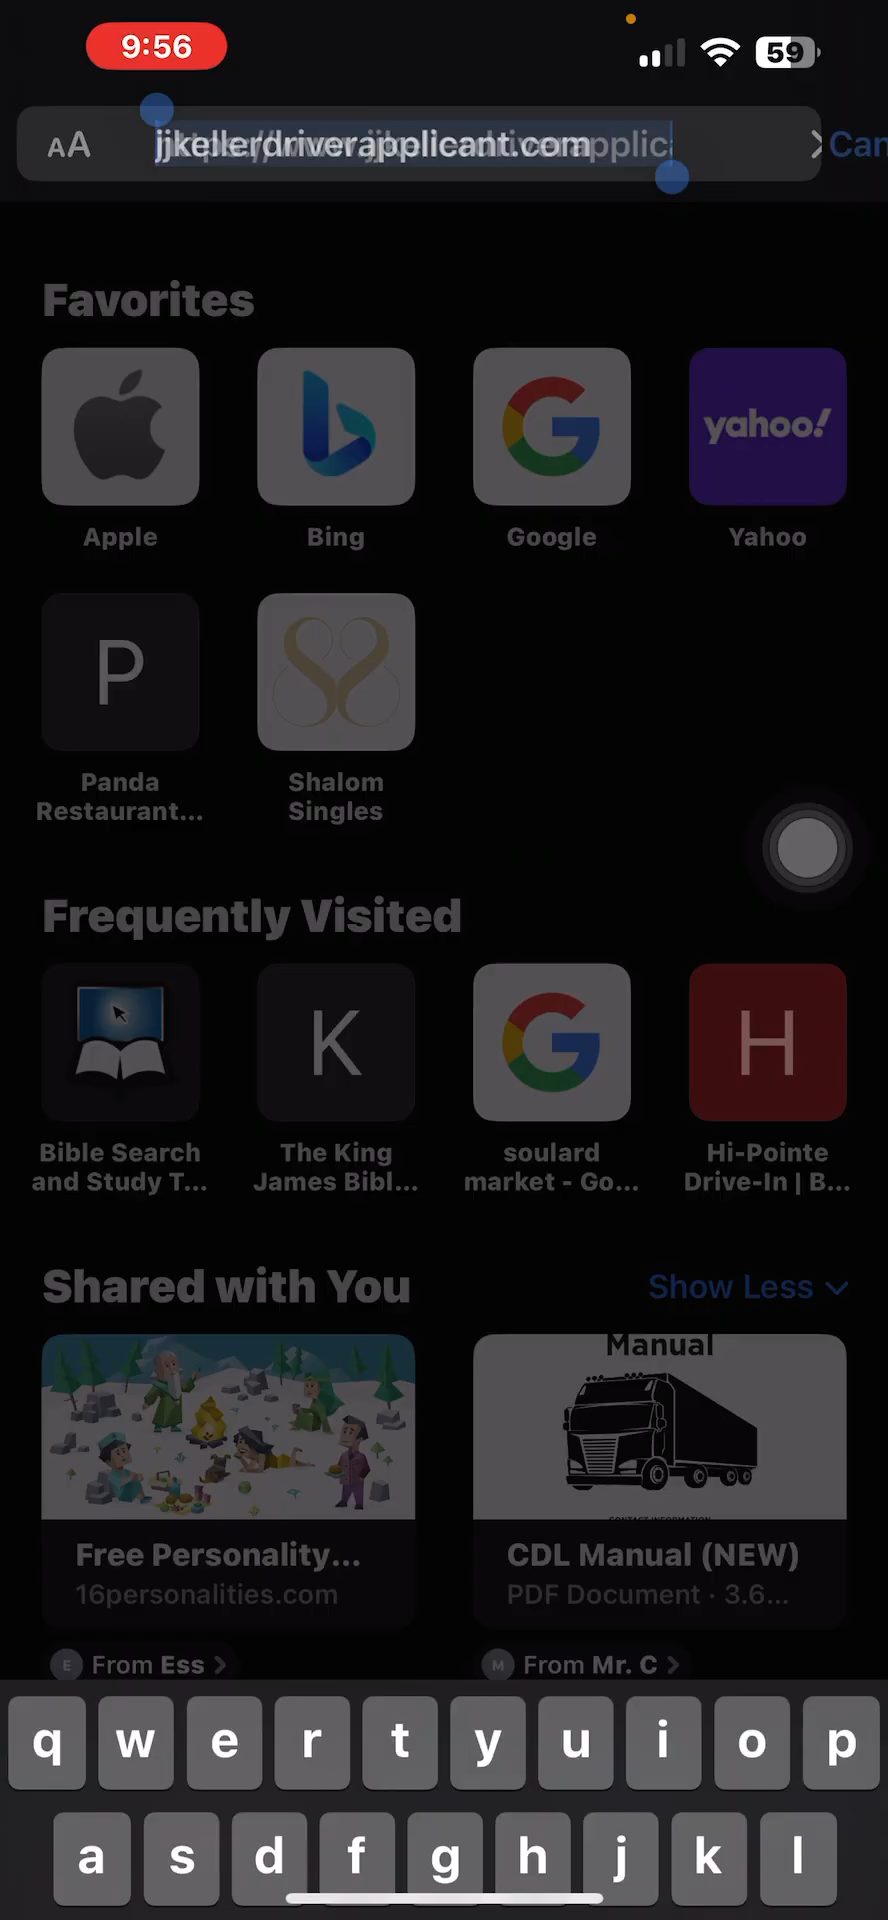 9:56
59
AA jjkellerdriverapplicant.com Can
Favorites
yahoo!
Apple Bing Google Yahoo
P
Panda Shalom
Restaurant... Singles
Frequently Visited
K H
Bible Search The King soulard Hi-Pointe
and Study T... James Bibl... market - Go... Drive-In | B...
Shared with You Show Less
Manual
CONTACT INFORMATION
Free Personality... CDL Manual (NEW)
16personalities.com PDF Document · 3.6...
E From Ess M From Mr. C
q w e r t y u i o p
a s d f g h j k l